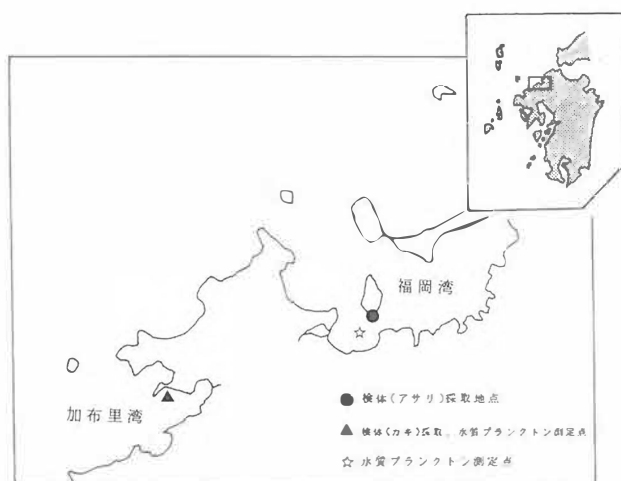 福岡湾
加布里湾
● 検体(アサリ)採取地点
▲ 検体(カキ)採取、水質プランクトン測定点
☆ 水質プランクトン測定点